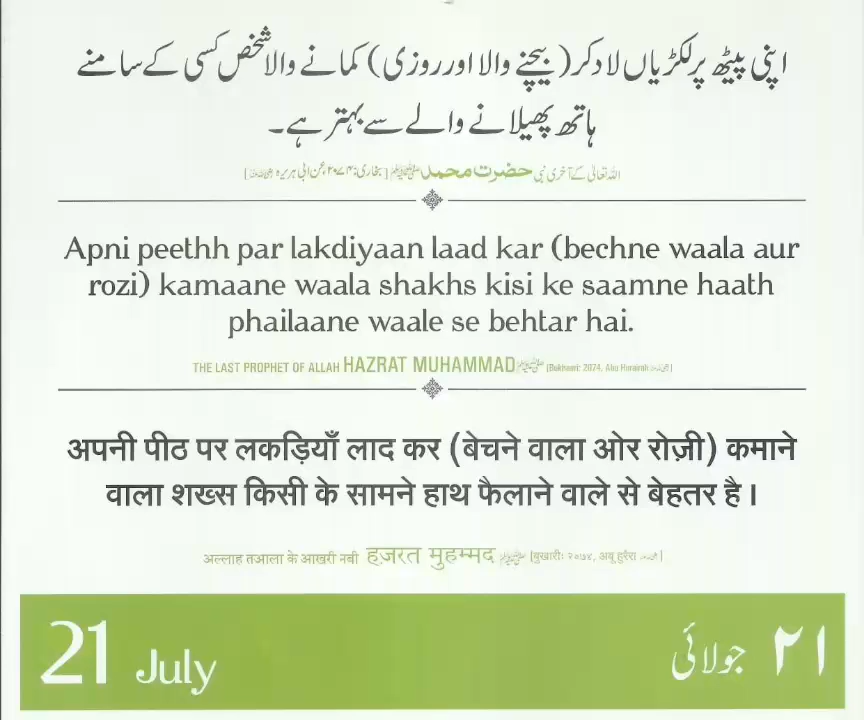 اپنی پیٹھ پر لکڑیاں لاد کر (بیچنے والا اور روزی) کمانے والا شخص کسی کے سامنے
ہاتھ پھیلانے والے سے بہتر ہے۔
اللہ تعالیٰ کے آخری نبی حضرت محمد ﷺ [بخاری: ۲۰۷۴، عن ابی ہریرہ]
Apni peethh par lakdiyaan laad kar (bechne waala aur
rozi) kamaane waala shakhs kisi ke saamne haath
phailaane waale se behtar hai.
THE LAST PROPHET OF ALLAH HAZRAT MUHAMMAD ﷺ [Bukhaari: 2074, Abu Hurairah]
अपनी पीठ पर लकड़ियाँ लाद कर (बेचने वाला ओर रोज़ी) कमाने
वाला शख्स किसी के सामने हाथ फैलाने वाले से बेहतर है।
अल्लाह तआला के आखरी नबी हज़रत मुहम्मद ﷺ [बुखारी: २०७४, अबू हुरैरा]
21 July
۲۱ جولائی